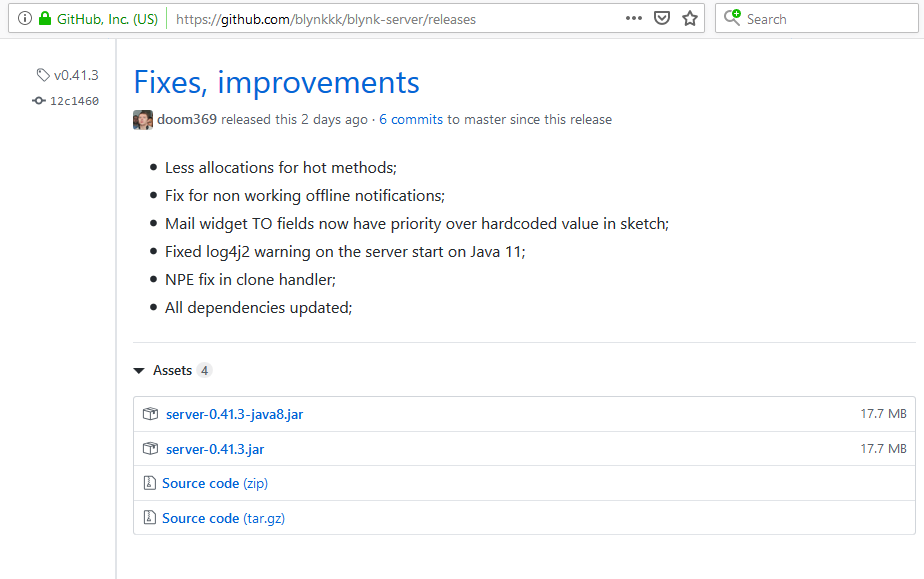 GitHub, Inc. (US) https://github.com/blynkkk/blynk-server/releases Search
v0.41.3
12c1460
Fixes, improvements
doom369 released this 2 days ago · 6 commits to master since this release
Less allocations for hot methods;
Fix for non working offline notifications;
Mail widget TO fields now have priority over hardcoded value in sketch;
Fixed log4j2 warning on the server start on Java 11;
NPE fix in clone handler;
All dependencies updated;
Assets 4
server-0.41.3-java8.jar 17.7 MB
server-0.41.3.jar 17.7 MB
Source code (zip)
Source code (tar.gz)